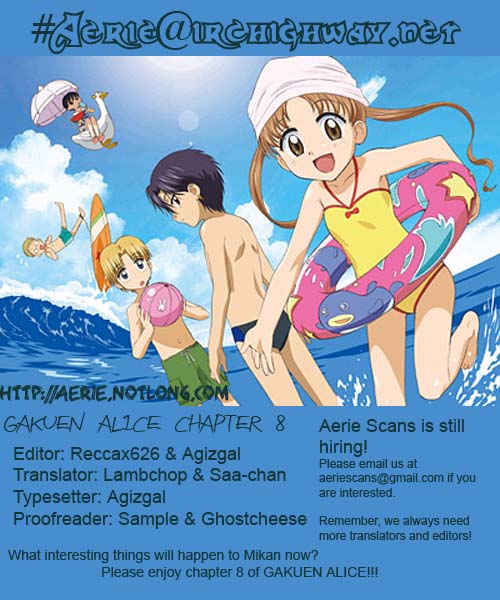 #Aerie@irchighway.net
http://aerie.notlong.com
GAKUEN ALICE CHAPTER 8
Editor: Reccax626 & Agizgal
Translator: Lambchop & Saa-chan
Typesetter: Agizgal
Proofreader: Sample & Ghostcheese
Aerie Scans is still
hiring!
Please email us at
aeriescans@gmail.com if you
are interested.
Remember, we always need
more translators and editors!
What interesting things will happen to Mikan now?
Please enjoy chapter 8 of GAKUEN ALICE!!!